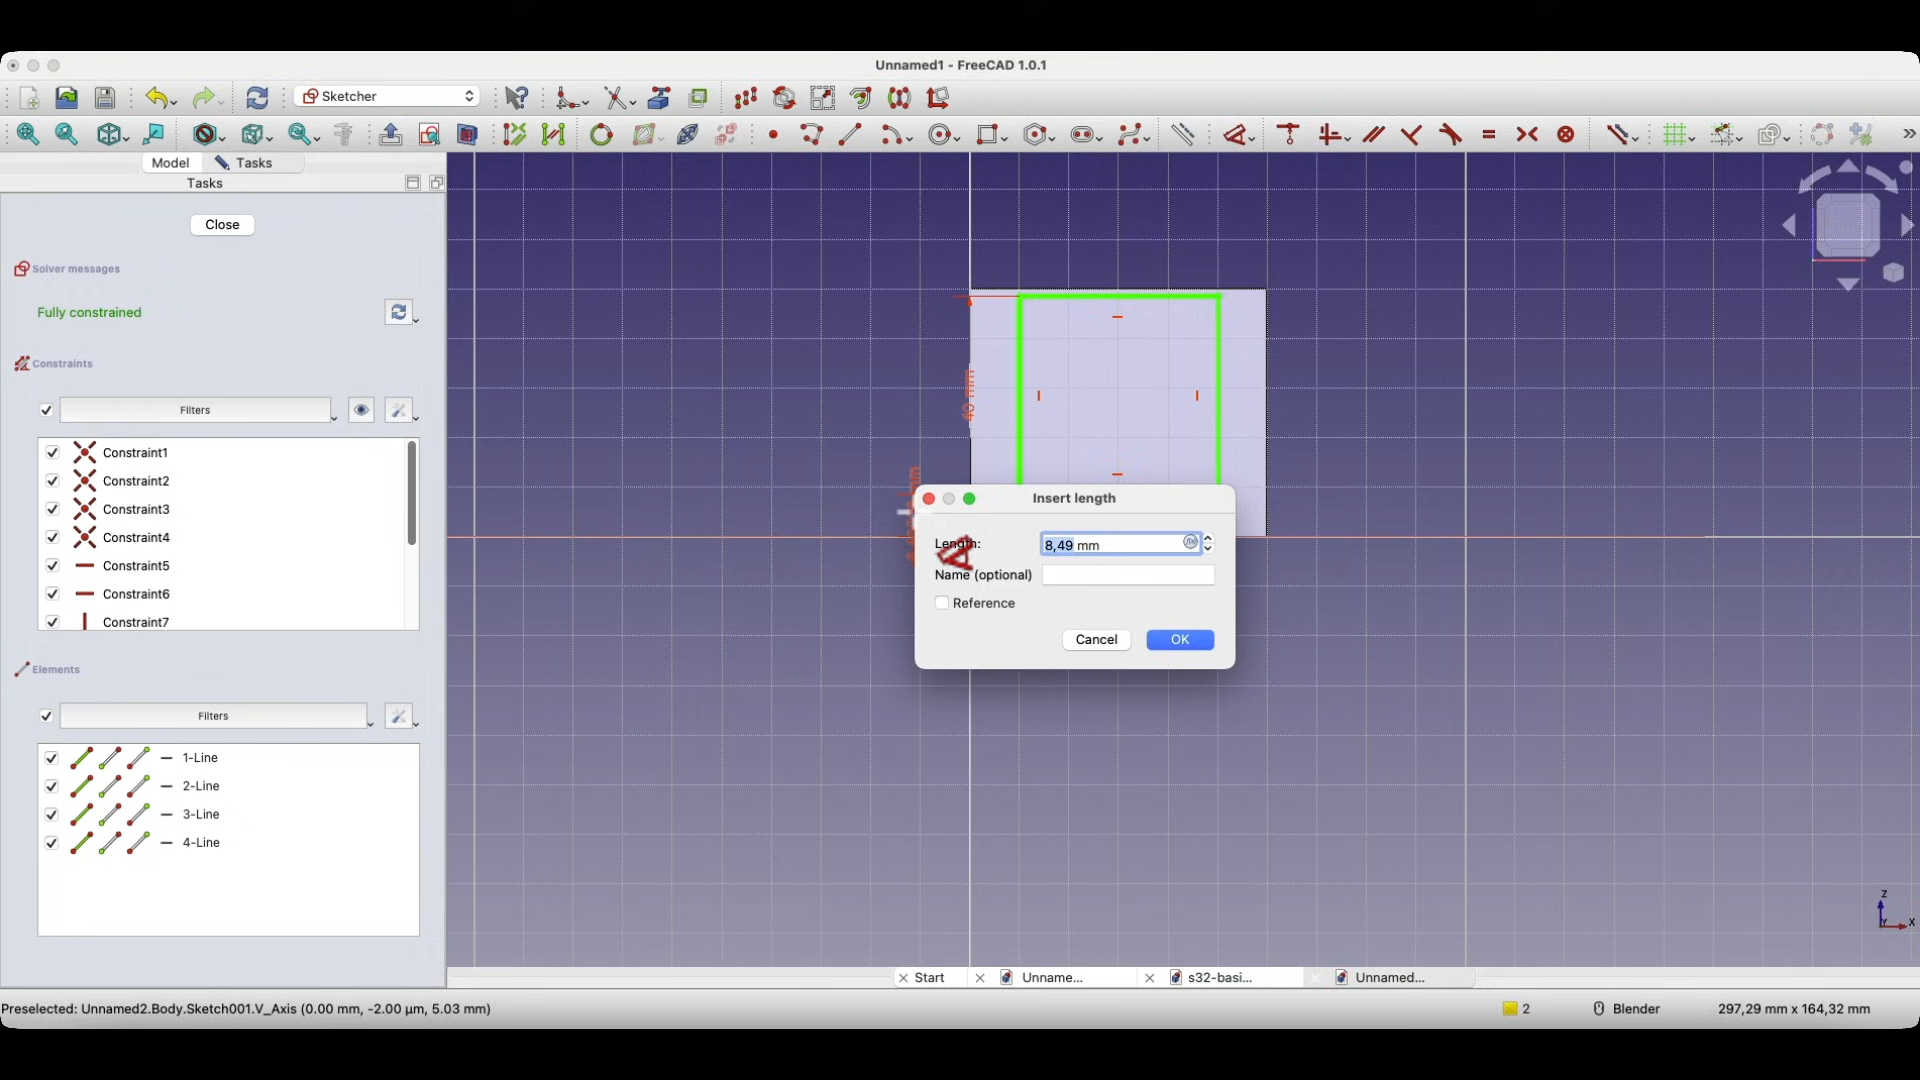 Unnamed1 - FreeCAD 1.0.1
Sketcher
Model
Tasks
Tasks
Close
Solver messages
Fully constrained
Constraints
Filters
Constraint1
Constraint2
Constraint3
Constraint4
Constraint5
Constraint6
Constraint7
Elements
Filters
1-Line
2-Line
3-Line
4-Line
40 mm
Insert length
Length:
8,49 mm
Name (optional)
Reference
Cancel
OK
Z
Y
X
Start
Unname...
s32-basi...
Unnamed...
Preselected: Unnamed2.Body.Sketch001.V_Axis (0.00 mm, -2.00 µm, 5.03 mm)
2
Blender
297,29 mm x 164,32 mm